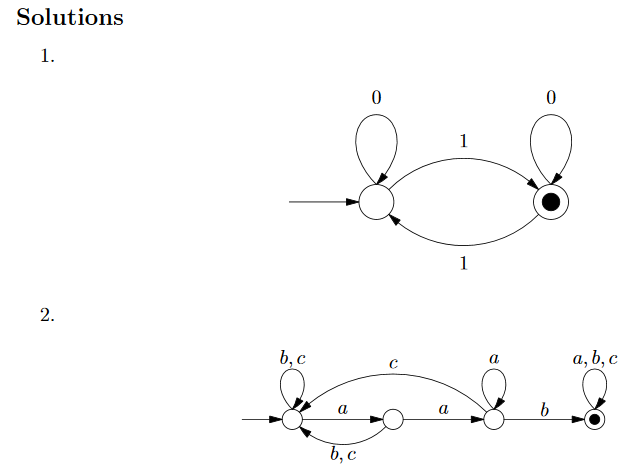 Solutions
1.
0 0
1
1
2.
b, c c a a, b, c
a a b
b, c